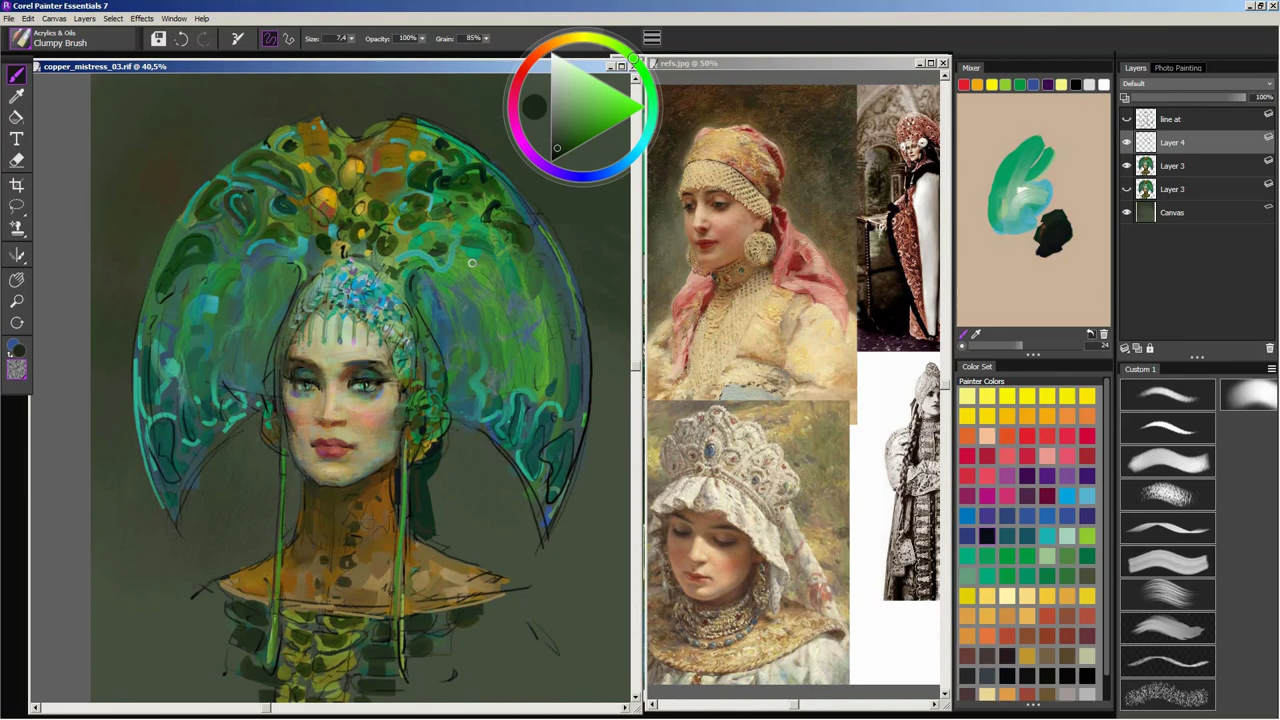 Corel Painter Essentials 7
File Edit Canvas Layers Select Effects Window Help
Acrylics & Oils
Clumpy Brush
Size: 7,4 Opacity: 100% Grain: 85%
copper_mistress_03.rif @ 40,5%
refs.jpg @ 50%
Mixer
24
Color Set
Painter Colors
Layers Photo Painting
Default
100%
line at
Layer 4
Layer 3
Layer 3
Canvas
Custom 1